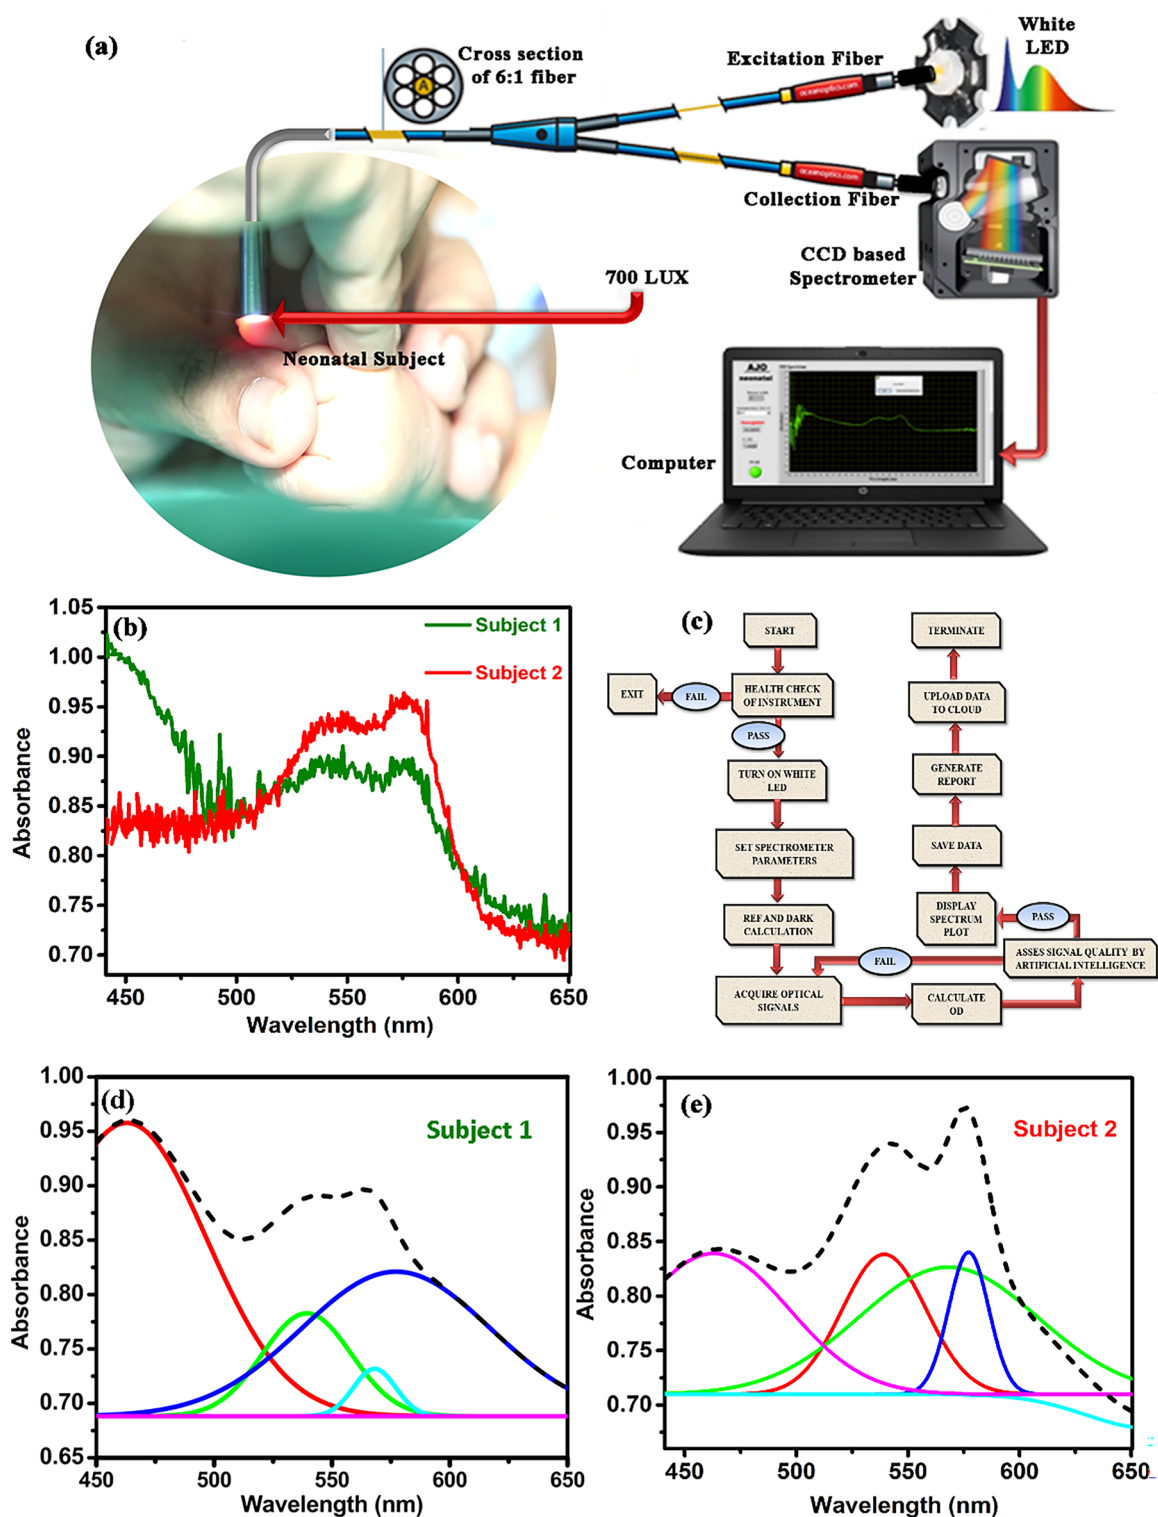 (a)
Cross section
of 6:1 fiber
A
Excitation Fiber
oceanoptics.com
White
LED
oceanoptics.com
Collection Fiber
CCD based
Spectrometer
700 LUX
Neonatal Subject
Computer
AJO
neonatal
hp
(b)
Subject 1
Subject 2
1.05
1.00
0.95
0.90
0.85
0.80
0.75
0.70
Absorbance
450 500 550 600 650
Wavelength (nm)
(c)
START
HEALTH CHECK
OF INSTRUMENT
FAIL
EXIT
PASS
TURN ON WHITE
LED
SET SPECTROMETER
PARAMETERS
REF AND DARK
CALCULATION
ACQUIRE OPTICAL
SIGNALS
CALCULATE
OD
ASSES SIGNAL QUALITY BY
ARTIFICIAL INTELLIGENCE
FAIL
PASS
DISPLAY
SPECTRUM
PLOT
SAVE DATA
GENERATE
REPORT
UPLOAD DATA
TO CLOUD
TERMINATE
(d)
Subject 1
1.00
0.95
0.90
0.85
0.80
0.75
0.70
0.65
Absorbance
450 500 550 600 650
Wavelength (nm)
(e)
Subject 2
1.00
0.95
0.90
0.85
0.80
0.75
0.70
Absorbance
450 500 550 600 650
Wavelength (nm)